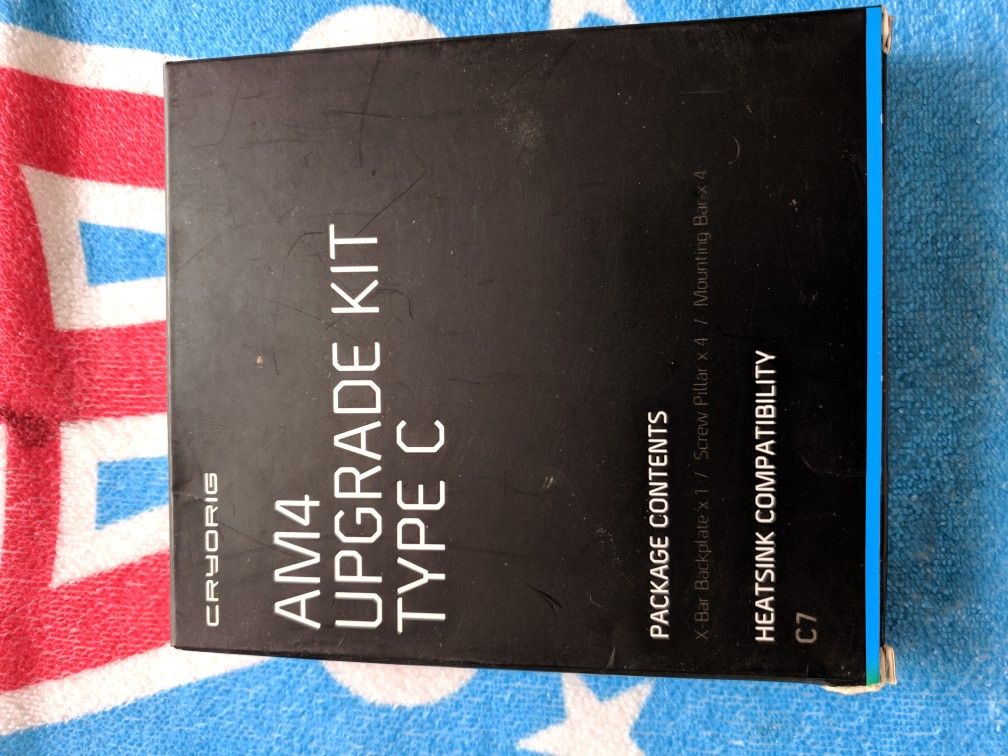 CRYORIG
AM4
UPGRADE KIT
TYPE C
PACKAGE CONTENTS
X-Bar Backplate x 1 / Screw Pillar x 4 / Mounting Bar x 4
HEATSINK COMPATIBILITY
C7